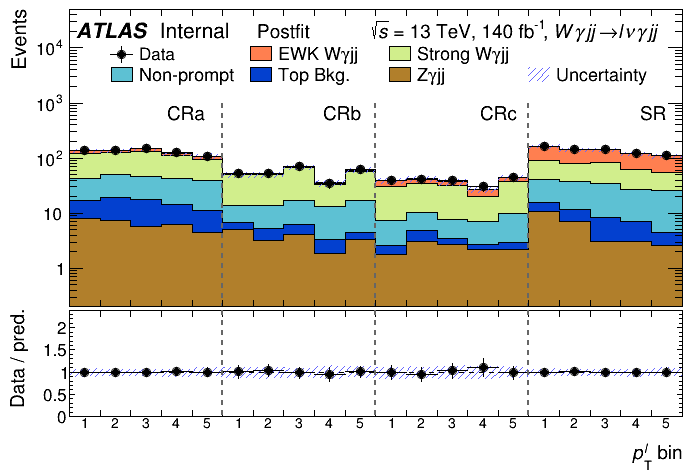 Events
ATLAS Internal Postfit √s = 13 TeV, 140 fb⁻¹, Wγjj→lνγjj
Data EWK Wγjj Strong Wγjj
Non-prompt Top Bkg. Zγjj Uncertainty
10⁴
10³
10²
10
1
CRa CRb CRc SR
Data / pred.
2
1.5
1
0.5
0
1 2 3 4 5 1 2 3 4 5 1 2 3 4 5 1 2 3 4 5
p_T^l bin